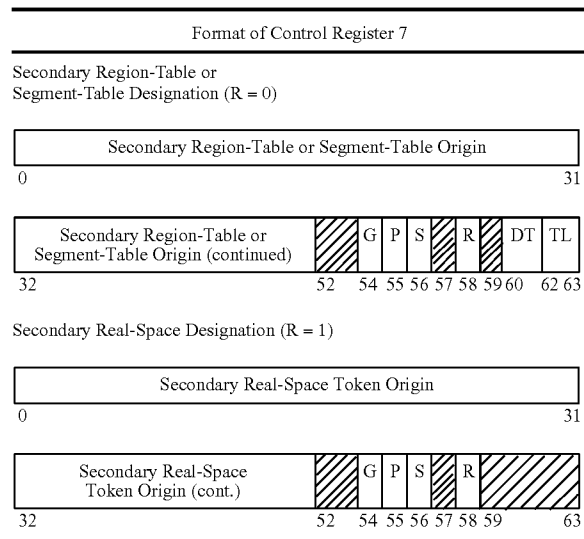 Format of Control Register 7
Secondary Region-Table or
Segment-Table Designation (R = 0)
Secondary Region-Table or Segment-Table Origin
0 31
Secondary Region-Table or
Segment-Table Origin (continued)
G P S R DT TL
32 52 54 55 56 57 58 59 60 62 63
Secondary Real-Space Designation (R = 1)
Secondary Real-Space Token Origin
0 31
Secondary Real-Space
Token Origin (cont.)
G P S R
32 52 54 55 56 57 58 59 63